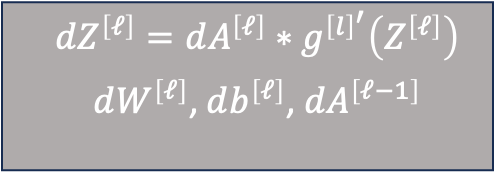 dZ^{[ℓ]} = dA^{[ℓ]} * g^{[l]'}(Z^{[ℓ]})
dW^{[ℓ]}, db^{[ℓ]}, dA^{[ℓ−1]}